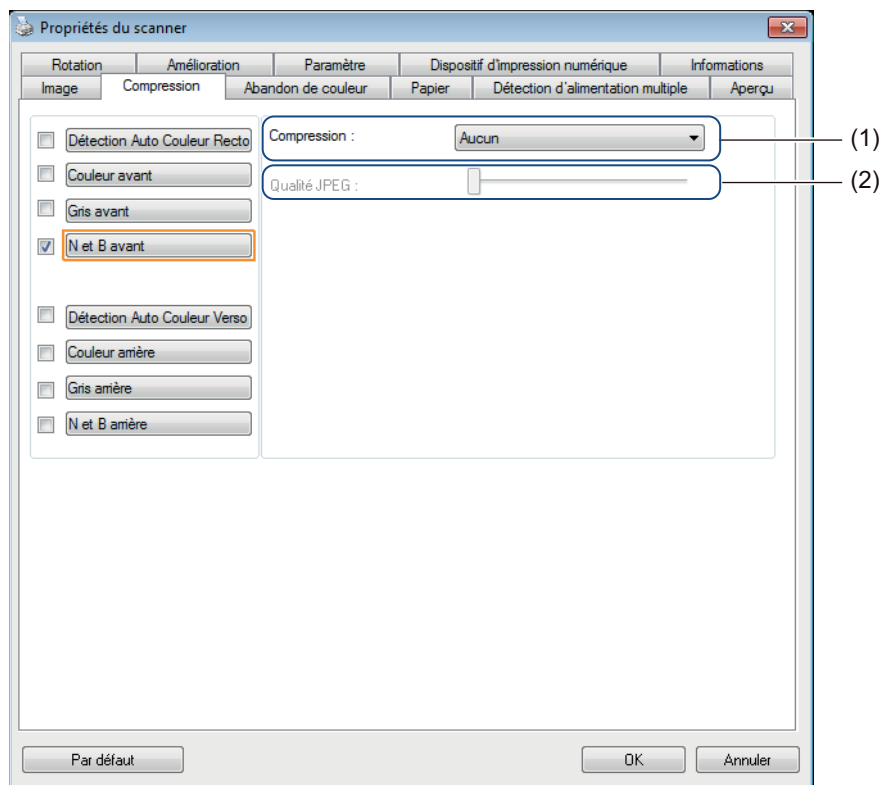 Propriétés du scanner
Rotation Amélioration Paramètre Dispositif d'impression numérique Informations
Image Compression Abandon de couleur Papier Détection d'alimentation multiple Aperçu
Détection Auto Couleur Recto
Compression : Aucun
(1)
Couleur avant
Qualité JPEG :
(2)
Gris avant
N et B avant
Détection Auto Couleur Verso
Couleur arrière
Gris arrière
N et B arrière
Par défaut OK Annuler